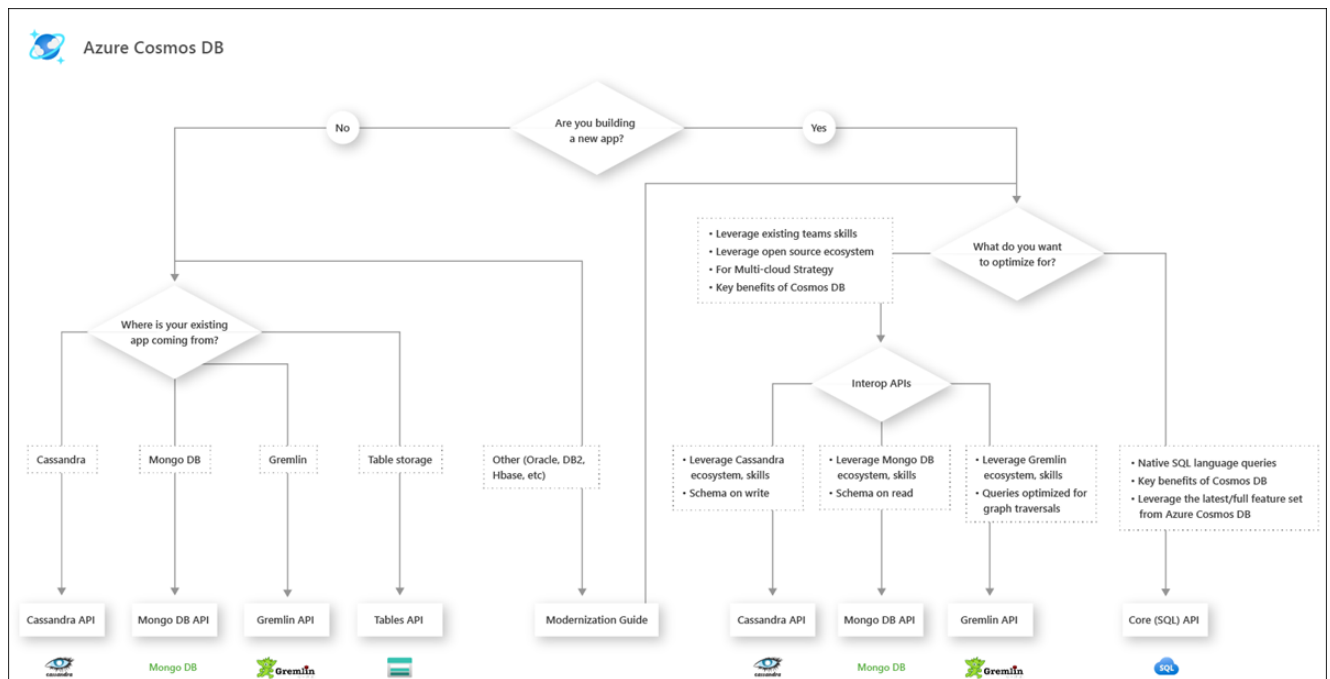 Azure Cosmos DB
Are you building
a new app?
No
Yes
• Leverage existing teams skills
• Leverage open source ecosystem
• For Multi-cloud Strategy
• Key benefits of Cosmos DB
What do you want
to optimize for?
Where is your existing
app coming from?
Interop APIs
Cassandra
Mongo DB
Gremlin
Table storage
Other (Oracle, DB2,
Hbase, etc)
• Leverage Cassandra
ecosystem, skills
• Schema on write
• Leverage Mongo DB
ecosystem, skills
• Schema on read
• Leverage Gremlin
ecosystem, skills
• Queries optimized for
graph traversals
• Native SQL language queries
• Key benefits of Cosmos DB
• Leverage the latest/full feature set
from Azure Cosmos DB
Cassandra API
Mongo DB API
Gremlin API
Tables API
Modernization Guide
Cassandra API
Mongo DB API
Gremlin API
Core (SQL) API
cassandra
Mongo DB
Gremlin
cassandra
Mongo DB
Gremlin
SQL